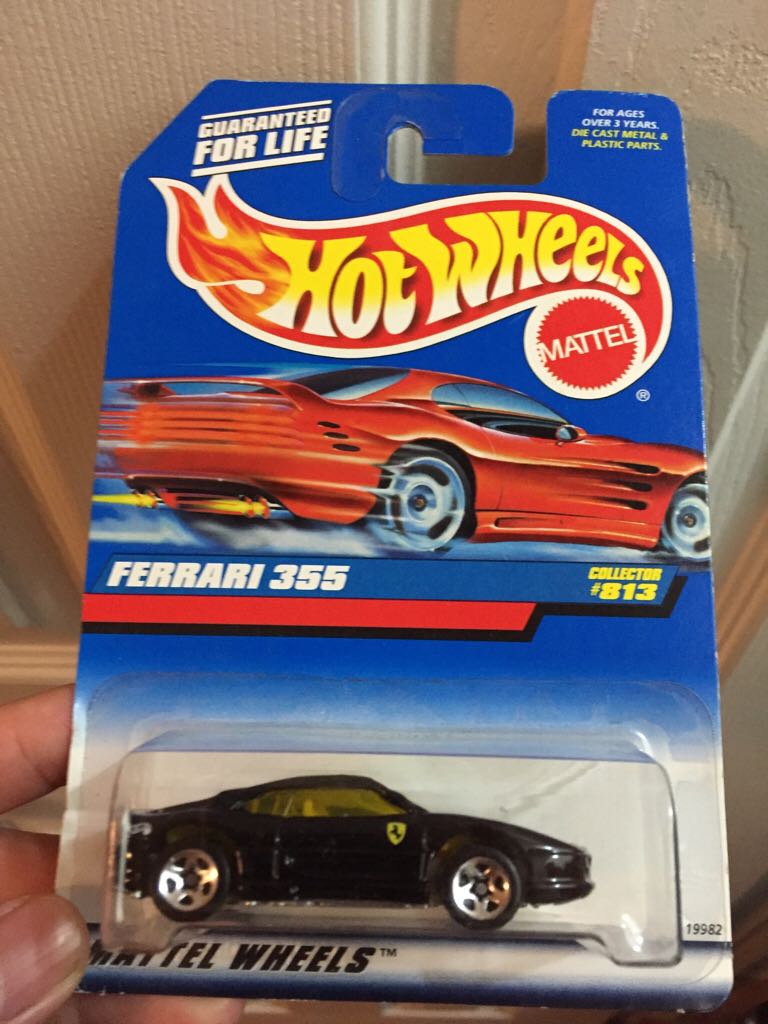 GUARANTEED
FOR LIFE
FOR AGES
OVER 3 YEARS.
DIE CAST METAL &
PLASTIC PARTS.
HOT WHEELS
MATTEL
®
FERRARI 355
COLLECTOR
#813
19982
MATTEL WHEELS™